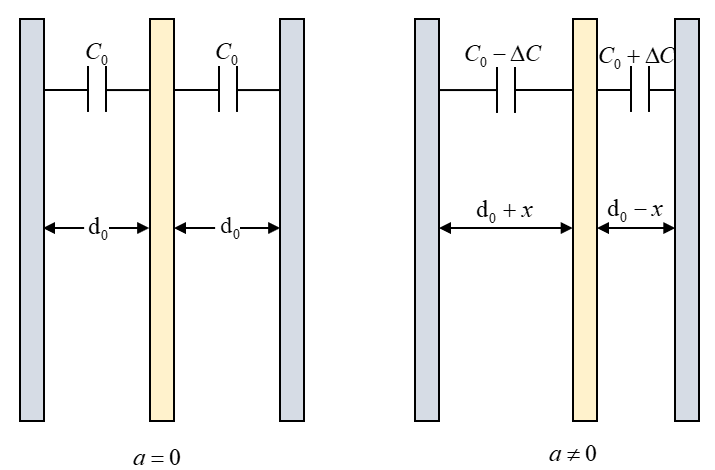 C₀ C₀ C₀ − ΔC C₀ + ΔC
d₀ d₀ d₀ + x d₀ − x
a = 0 a ≠ 0